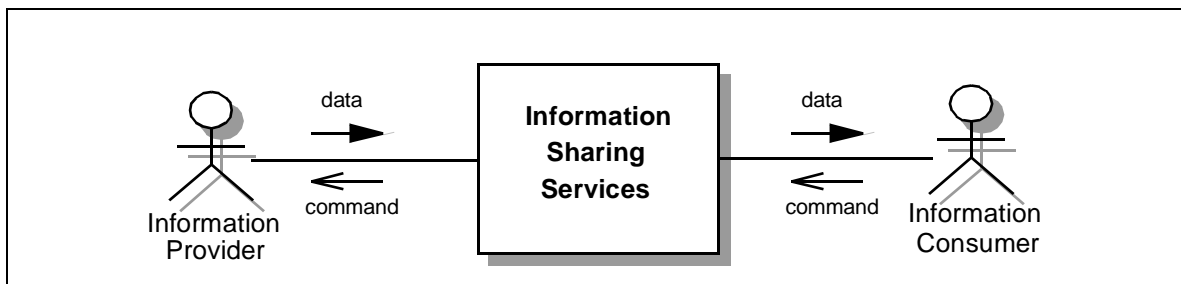 data
command
Information
Provider
Information
Sharing
Services
data
command
Information
Consumer